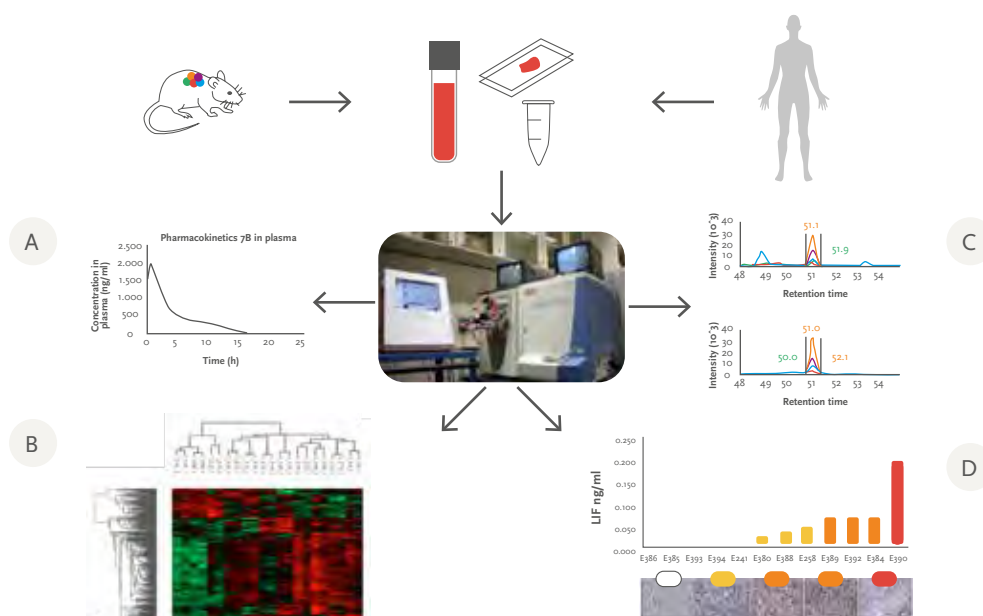 A
Pharmacokinetics 7B in plasma
Concentration in
plasma (ng/ml)
2.500
2.000
1.500
1.000
500
0
0 5 10 15 20 25
Time (h)
C
Intensity (10^3)
40
30
20
10
0
51.1
51.9
48 49 50 51 52 53 54
Retention time
Intensity (10^3)
40
30
20
10
0
51.0
50.0
52.1
48 49 50 51 52 53 54
Retention time
B
D
LIF ng/ml
0.250
0.200
0.150
0.100
0.050
0.000
E386 E385 E393 E394 E241 E380 E388 E258 E389 E392 E384 E390